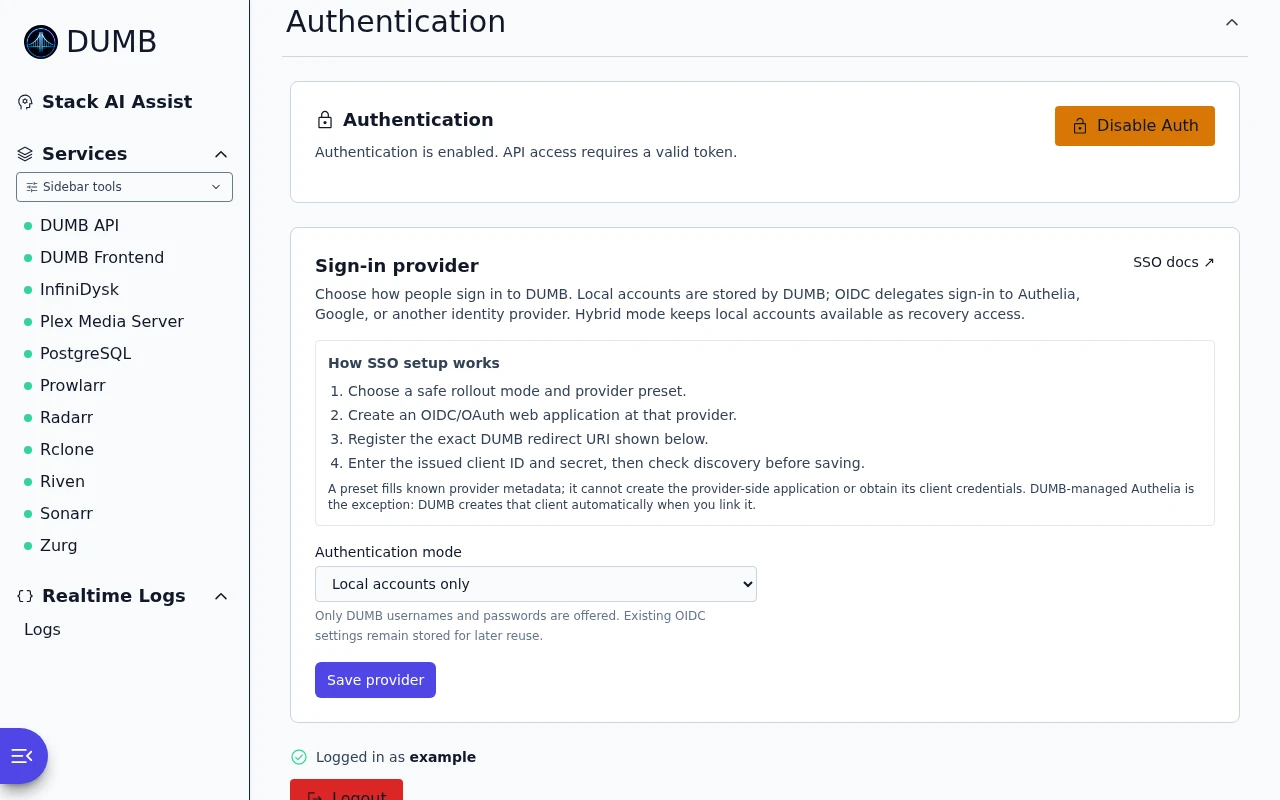 DUMB
Stack AI Assist
Services
Sidebar tools
DUMB API
DUMB Frontend
InfiniDysk
Plex Media Server
PostgreSQL
Prowlarr
Radarr
Rclone
Riven
Sonarr
Zurg
Realtime Logs
Logs
Authentication
Authentication
Authentication is enabled. API access requires a valid token.
Disable Auth
Sign-in provider
SSO docs ↗
Choose how people sign in to DUMB. Local accounts are stored by DUMB; OIDC delegates sign-in to Authelia,
Google, or another identity provider. Hybrid mode keeps local accounts available as recovery access.
How SSO setup works
1. Choose a safe rollout mode and provider preset.
2. Create an OIDC/OAuth web application at that provider.
3. Register the exact DUMB redirect URI shown below.
4. Enter the issued client ID and secret, then check discovery before saving.
A preset fills known provider metadata; it cannot create the provider-side application or obtain its client credentials. DUMB-managed Authelia is
the exception: DUMB creates that client automatically when you link it.
Authentication mode
Local accounts only
Only DUMB usernames and passwords are offered. Existing OIDC
settings remain stored for later reuse.
Save provider
Logged in as example
Logout